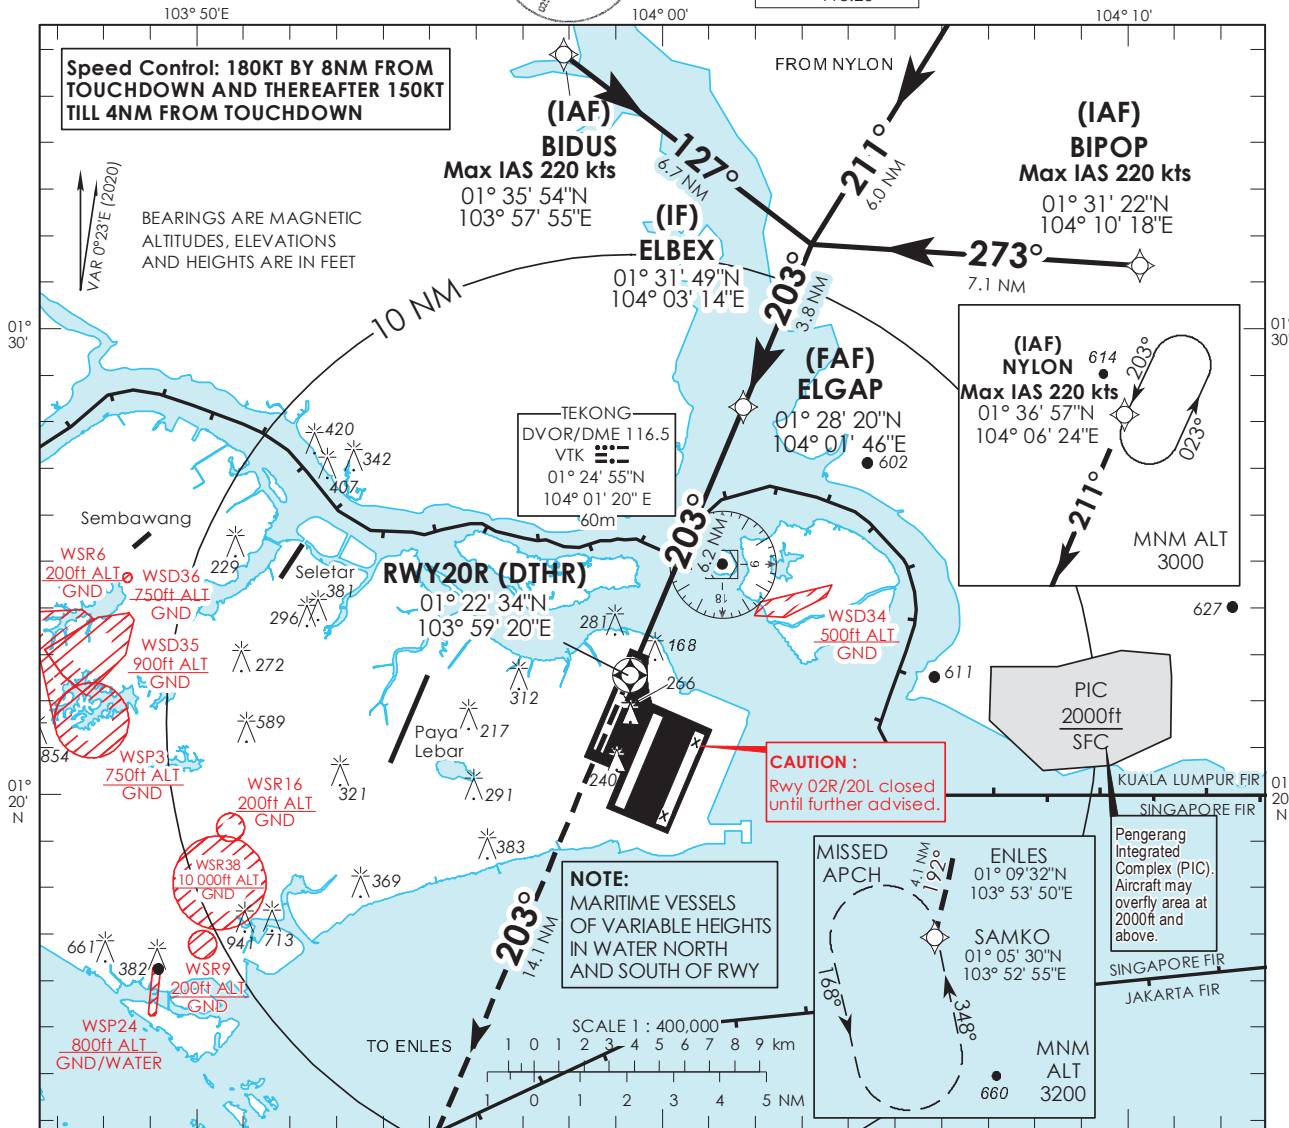 103° 50'E
104° 00'
104° 10'
Speed Control: 180KT BY 8NM FROM
TOUCHDOWN AND THEREAFTER 150KT
TILL 4NM FROM TOUCHDOWN
VAR 0°23'E (2020)
BEARINGS ARE MAGNETIC
ALTITUDES, ELEVATIONS
AND HEIGHTS ARE IN FEET
(IAF)
BIDUS
Max IAS 220 kts
01° 35' 54"N
103° 57' 55"E
127°
6.7 NM
FROM NYLON
211°
6.0 NM
(IAF)
BIPOP
Max IAS 220 kts
01° 31' 22"N
104° 10' 18"E
273°
7.1 NM
(IF)
ELBEX
01° 31' 49"N
104° 03' 14"E
203°
3.8 NM
10 NM
01°
30'
01°
30'
(FAF)
ELGAP
01° 28' 20"N
104° 01' 46"E
602
(IAF)
NYLON
Max IAS 220 kts
01° 36' 57"N
104° 06' 24"E
614
203°
023°
211°
MNM ALT
3000
TEKONG
DVOR/DME 116.5
VTK
01° 24' 55"N
104° 01' 20" E
60m
420
342
407
Sembawang
229
Seletar
381
296
WSR6
200ft ALT
GND
WSD36
750ft ALT
GND
WSD35
900ft ALT
GND
203°
6.2 NM
9
18
RWY20R (DTHR)
01° 22' 34"N
103° 59' 20"E
281
168
266
WSD34
500ft ALT
GND
627
611
272
312
589
217
Paya
Lebar
854
WSP3
750ft ALT
GND
240
321
291
CAUTION :
Rwy 02R/20L closed
until further advised.
X
X
PIC
2000ft
SFC
KUALA LUMPUR FIR
SINGAPORE FIR
01°
20'
N
01
20
N
WSR16
200ft ALT
GND
383
WSR38
10 000ft ALT
GND
369
941
713
661
382
WSR9
200ft ALT
GND
WSP24
800ft ALT
GND/WATER
NOTE:
MARITIME VESSELS
OF VARIABLE HEIGHTS
IN WATER NORTH
AND SOUTH OF RWY
203°
14.1 NM
TO ENLES
MISSED
APCH
4.1 NM
192°
ENLES
01° 09'32"N
103° 53' 50"E
SAMKO
01° 05' 30"N
103° 52' 55"E
168°
348°
660
MNM
ALT
3200
Pengerang
Integrated
Complex (PIC).
Aircraft may
overfly area at
2000ft and
above.
SINGAPORE FIR
JAKARTA FIR
SCALE 1 : 400,000
1 0 1 2 3 4 5 6 7 8 9 km
1 0 1 2 3 4 5 NM